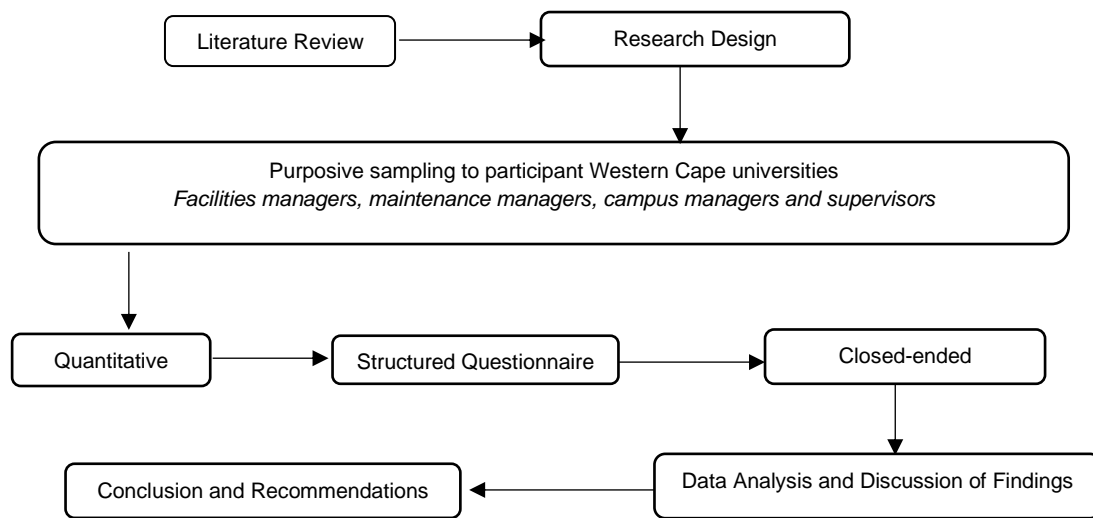 Literature Review
Research Design
Purposive sampling to participant Western Cape universities
Facilities managers, maintenance managers, campus managers and supervisors
Quantitative
Structured Questionnaire
Closed-ended
Data Analysis and Discussion of Findings
Conclusion and Recommendations